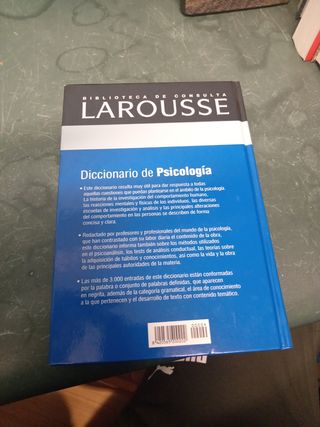 BIBLIOTECA DE CONSULTA
LAROUSSE
Diccionario de Psicología
• Este diccionario resulta muy útil para dar respuesta a todas
aquellas cuestiones que puedas plantearte en el ámbito de la psicología.
La historia de la investigación del comportamiento humano,
las reacciones mentales y físicas de los individuos, las diversas
escuelas de investigación y análisis y las principales alteraciones
del comportamiento en las personas se describen de forma
concisa y clara.
• Redactado por profesores y profesionales del mundo de la psicología,
que han contrastado con su labor diaria el contenido de la obra,
este diccionario informa también sobre los métodos utilizados
en el psicoanálisis, los tests de análisis conductual, las teorías sobre
la adquisición de hábitos y conocimientos, así como la vida y la obra
de las principales autoridades de la materia.
• Las más de 3.000 entradas de este diccionario están conformadas
por la palabra o conjunto de palabras definidas, que aparecen
en negrita, además de la categoría gramatical, el área de conocimiento
a la que pertenecen y el desarrollo de texto con contenido temático.
00004